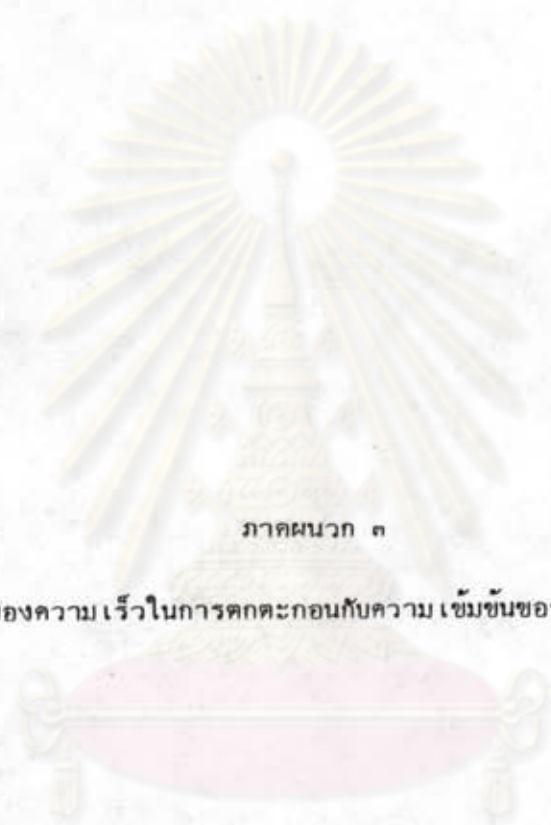 ภาคผนวก ๓
ของความเร็วในการตกตะกอนกับความเข้มข้นขอ